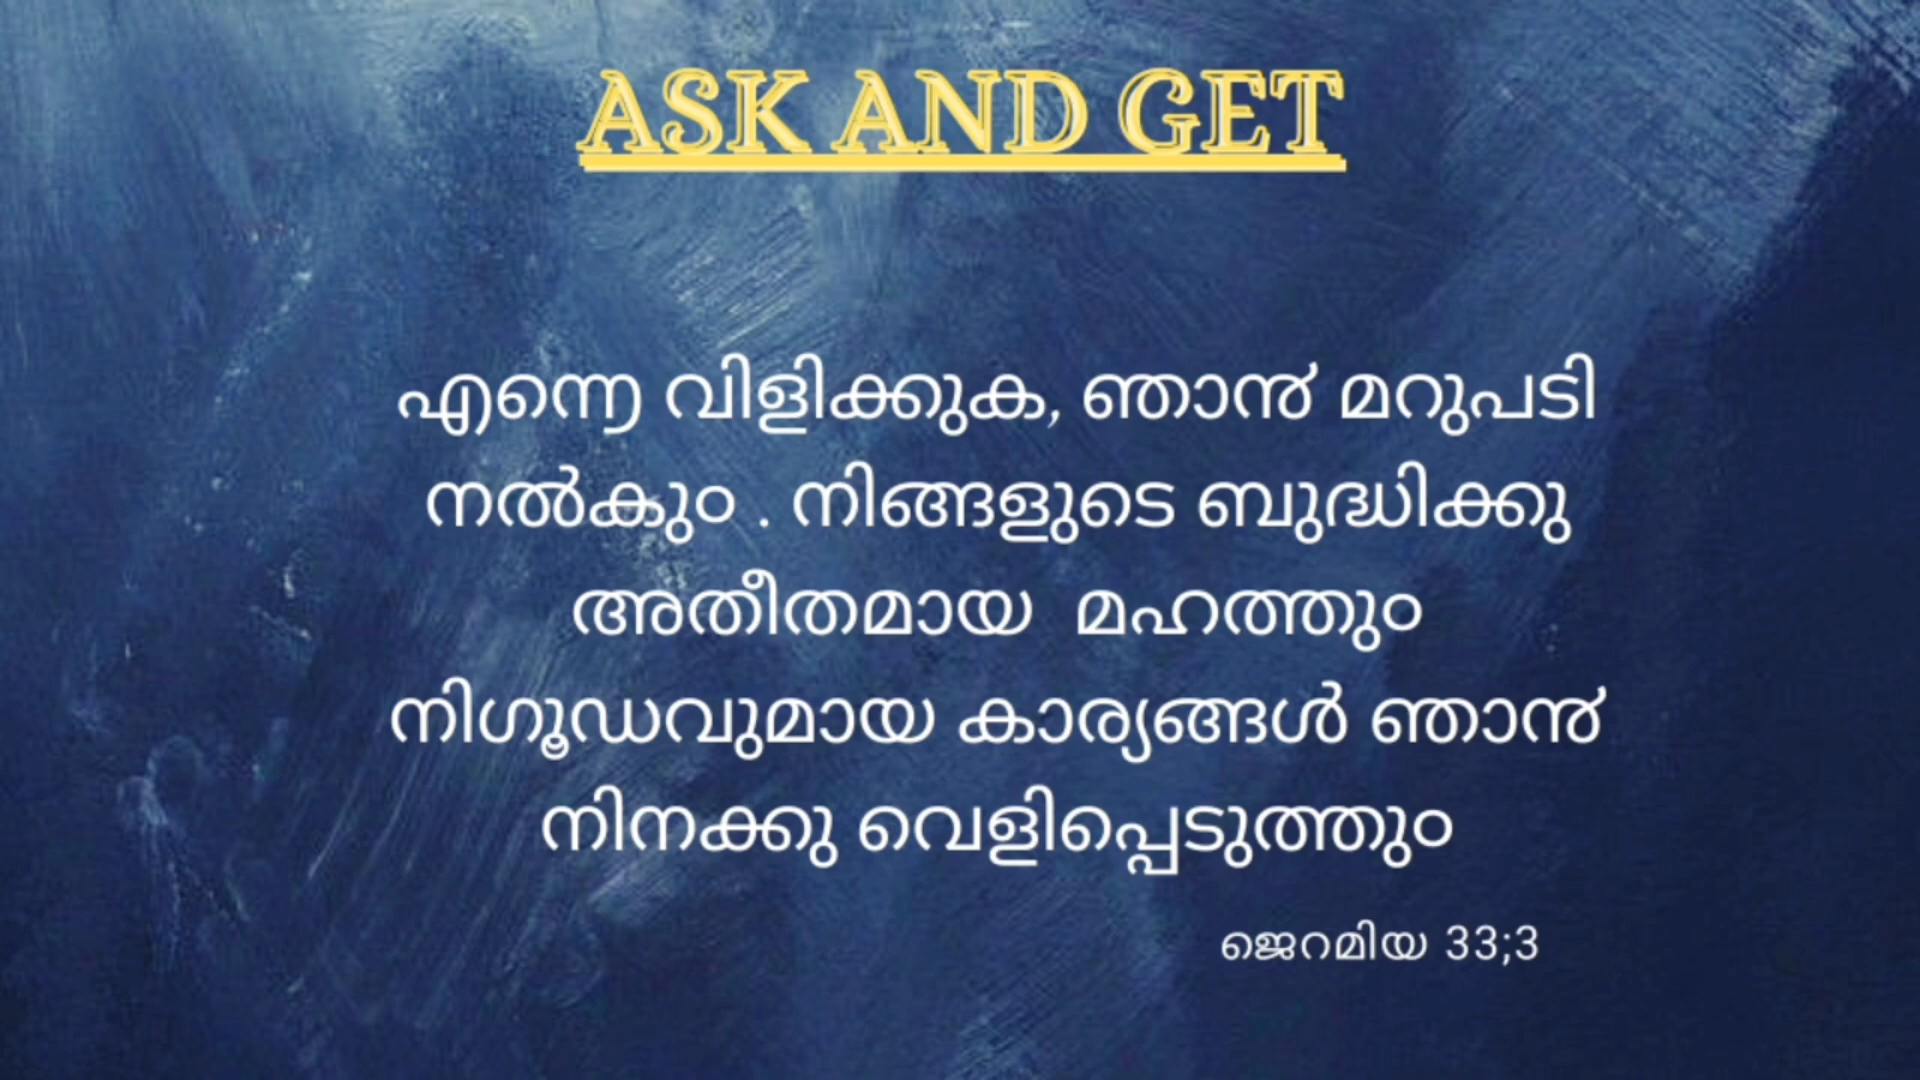 ASK AND GET
എന്നെ വിളിക്കുക, ഞാൻ മറുപടി
നൽകും . നിങ്ങളുടെ ബുദ്ധിക്കു
അതീതമായ മഹത്തും
നിഗൂഡവുമായ കാര്യങ്ങൾ ഞാൻ
നിനക്കു വെളിപ്പെടുത്തും
ജെറമിയ 33;3